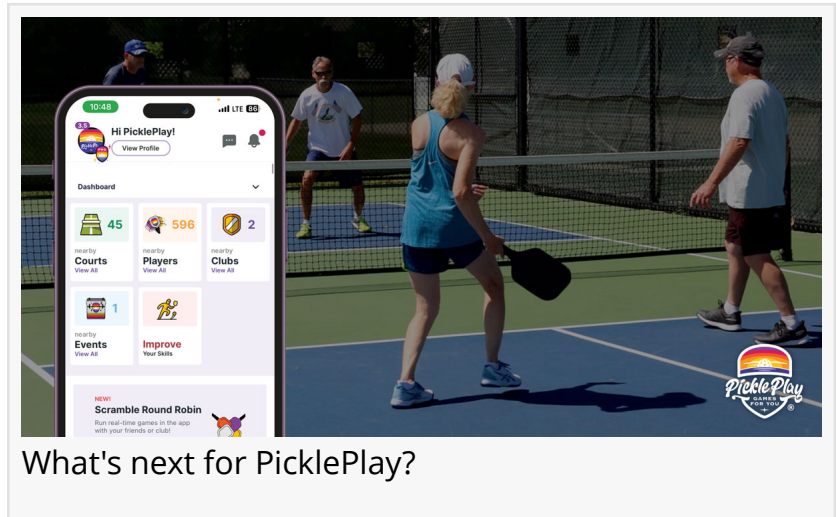 10:48
LTE 86
3.5
Hi PicklePlay!
View Profile
Dashboard
45
596
2
nearby
nearby
nearby
Courts
Players
Clubs
View All
View All
View All
1
nearby
Events
Improve
View All
Your Skills
NEW!
Scramble Round Robin
Run real-time games in the app
with your friends or club!
PicklePlay
GAMES
FOR YOU
®
What's next for PicklePlay?